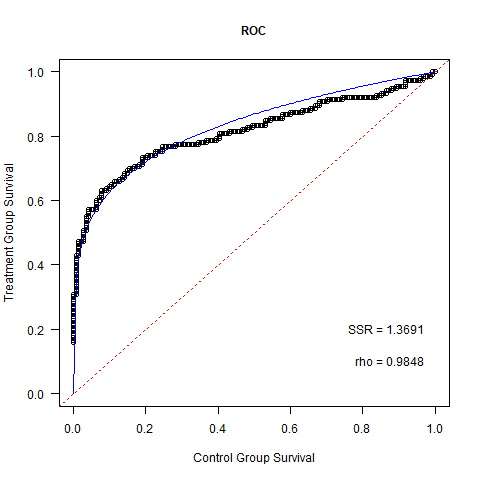 ROC
Treatment Group Survival
1.0
0.8
0.6
0.4
0.2
0.0
SSR = 1.3691
rho = 0.9848
0.0 0.2 0.4 0.6 0.8 1.0
Control Group Survival